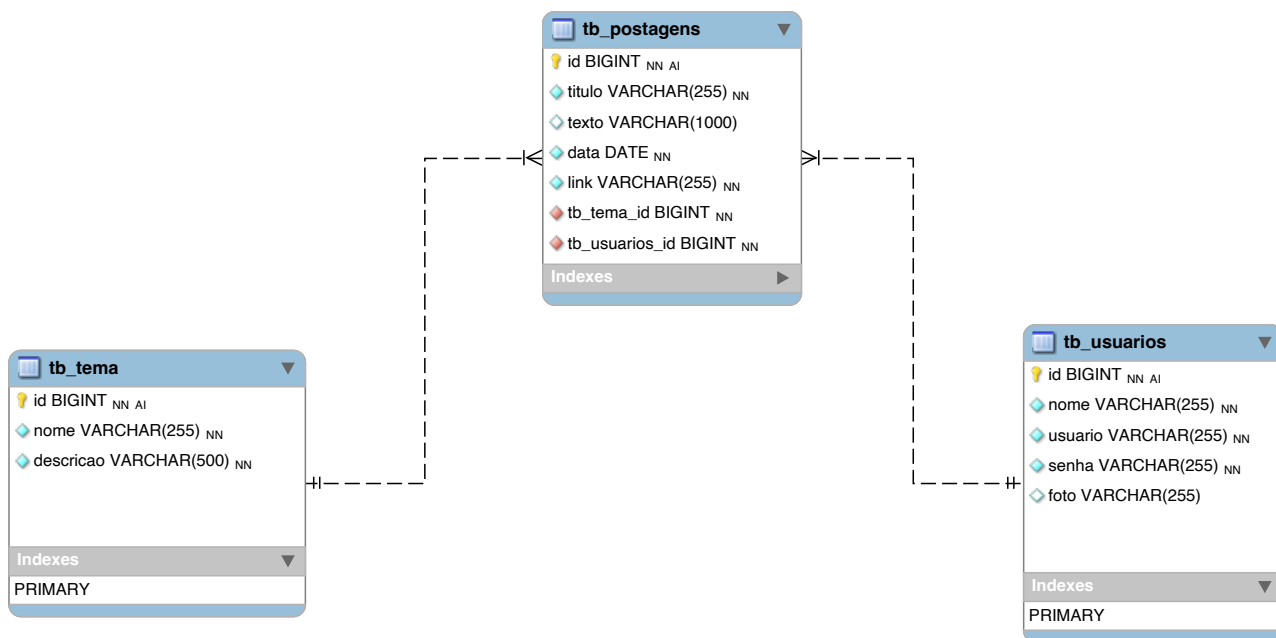 tb_postagens
id BIGINT NN AI
titulo VARCHAR(255) NN
texto VARCHAR(1000)
data DATE NN
link VARCHAR(255) NN
tb_tema_id BIGINT NN
tb_usuarios_id BIGINT NN
Indexes
tb_tema
id BIGINT NN AI
nome VARCHAR(255) NN
descricao VARCHAR(500) NN
Indexes
PRIMARY
tb_usuarios
id BIGINT NN AI
nome VARCHAR(255) NN
usuario VARCHAR(255) NN
senha VARCHAR(255) NN
foto VARCHAR(255)
Indexes
PRIMARY